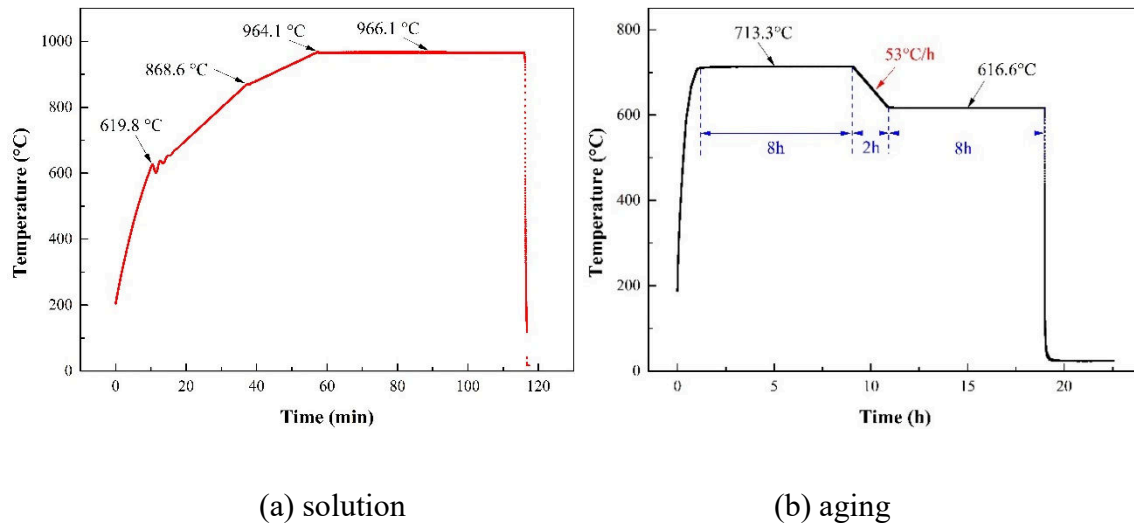 1000
800
600
400
200
0
Temperature (°C)
619.8 °C
868.6 °C
964.1 °C
966.1 °C
0 20 40 60 80 100 120
Time (min)
800
600
400
200
0
Temperature (°C)
713.3°C
53°C/h
616.6°C
8h
2h
8h
0 5 10 15 20
Time (h)
(a) solution
(b) aging